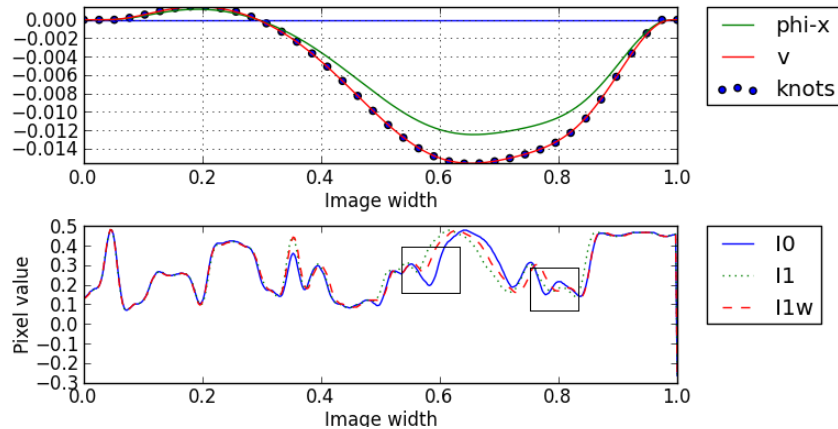 0.000
−0.002
−0.004
−0.006
−0.008
−0.010
−0.012
−0.014
0.0 0.2 0.4 0.6 0.8 1.0
Image width
phi-x
v
knots
Pixel value
0.5
0.4
0.3
0.2
0.1
0.0
−0.1
−0.2
−0.3
0.0 0.2 0.4 0.6 0.8 1.0
Image width
I0
I1
I1w